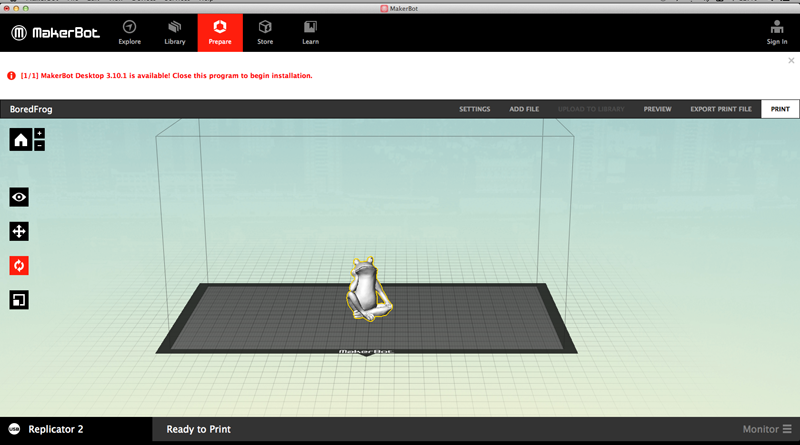 MakerBot
MakerBot
Explore
Library
Prepare
Store
Learn
Sign In
[1/1] MakerBot Desktop 3.10.1 is available! Close this program to begin installation.
BoredFrog
SETTINGS
ADD FILE
UPLOAD TO LIBRARY
PREVIEW
EXPORT PRINT FILE
PRINT
MakerBot.
USB
Replicator 2
Ready to Print
Monitor